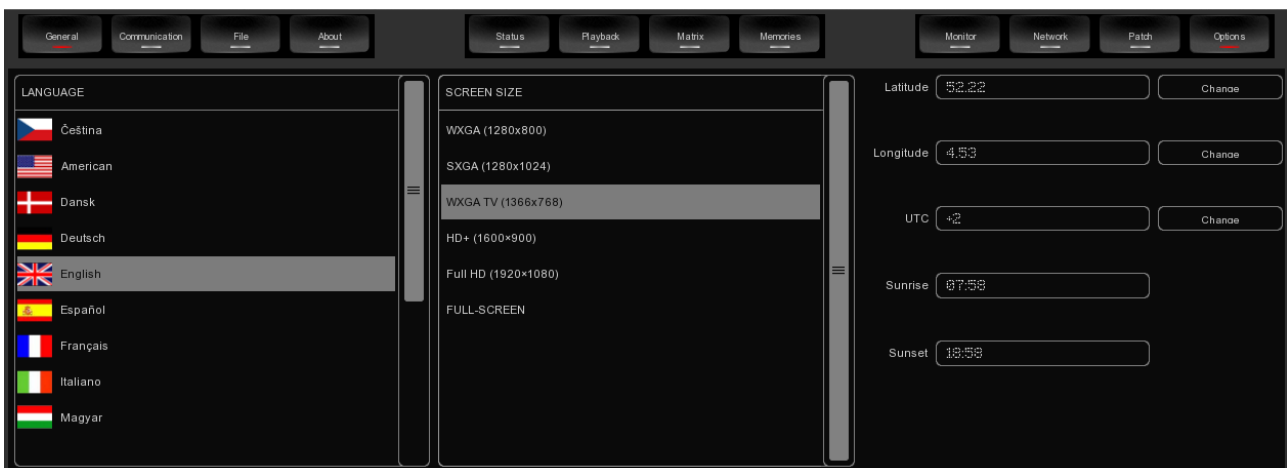 General Communication File About Status Playback Matrix Memories Monitor Network Patch Options
LANGUAGE
Čeština
American
Dansk
Deutsch
English
Español
Français
Italiano
Magyar
SCREEN SIZE
WXGA (1280x800)
SXGA (1280x1024)
WXGA TV (1366x768)
HD+ (1600×900)
Full HD (1920×1080)
FULL-SCREEN
Latitude 52.22 Change
Longitude 4.53 Change
UTC +2 Change
Sunrise 07:58
Sunset 18:58